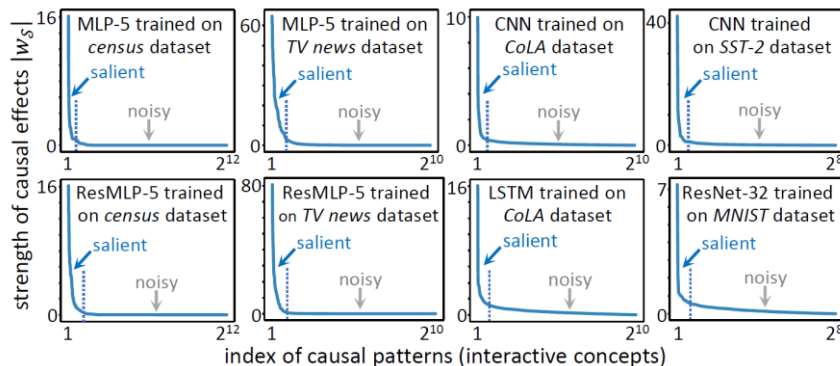 strength of causal effects |w_S|
16
0
MLP-5 trained on
census dataset
salient
noisy
1
2^12
60
0
MLP-5 trained on
TV news dataset
salient
noisy
1
2^10
10
0
CNN trained on
CoLA dataset
salient
noisy
1
2^10
40
0
CNN trained
on SST-2 dataset
salient
noisy
1
2^8
16
0
ResMLP-5 trained
on census dataset
salient
noisy
1
2^12
80
0
ResMLP-5 trained
on TV news dataset
salient
noisy
1
2^10
16
0
LSTM trained on
CoLA dataset
salient
noisy
1
2^10
7
0
ResNet-32 trained
on MNIST dataset
salient
noisy
1
2^8
index of causal patterns (interactive concepts)